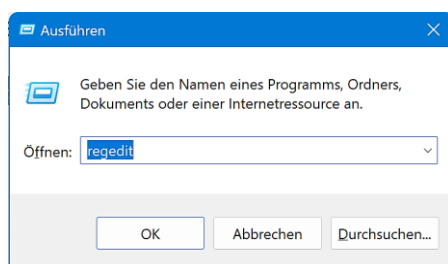 Ausführen
Geben Sie den Namen eines Programms, Ordners,
Dokuments oder einer Internetressource an.
Öffnen: regedit
OK Abbrechen Durchsuchen...